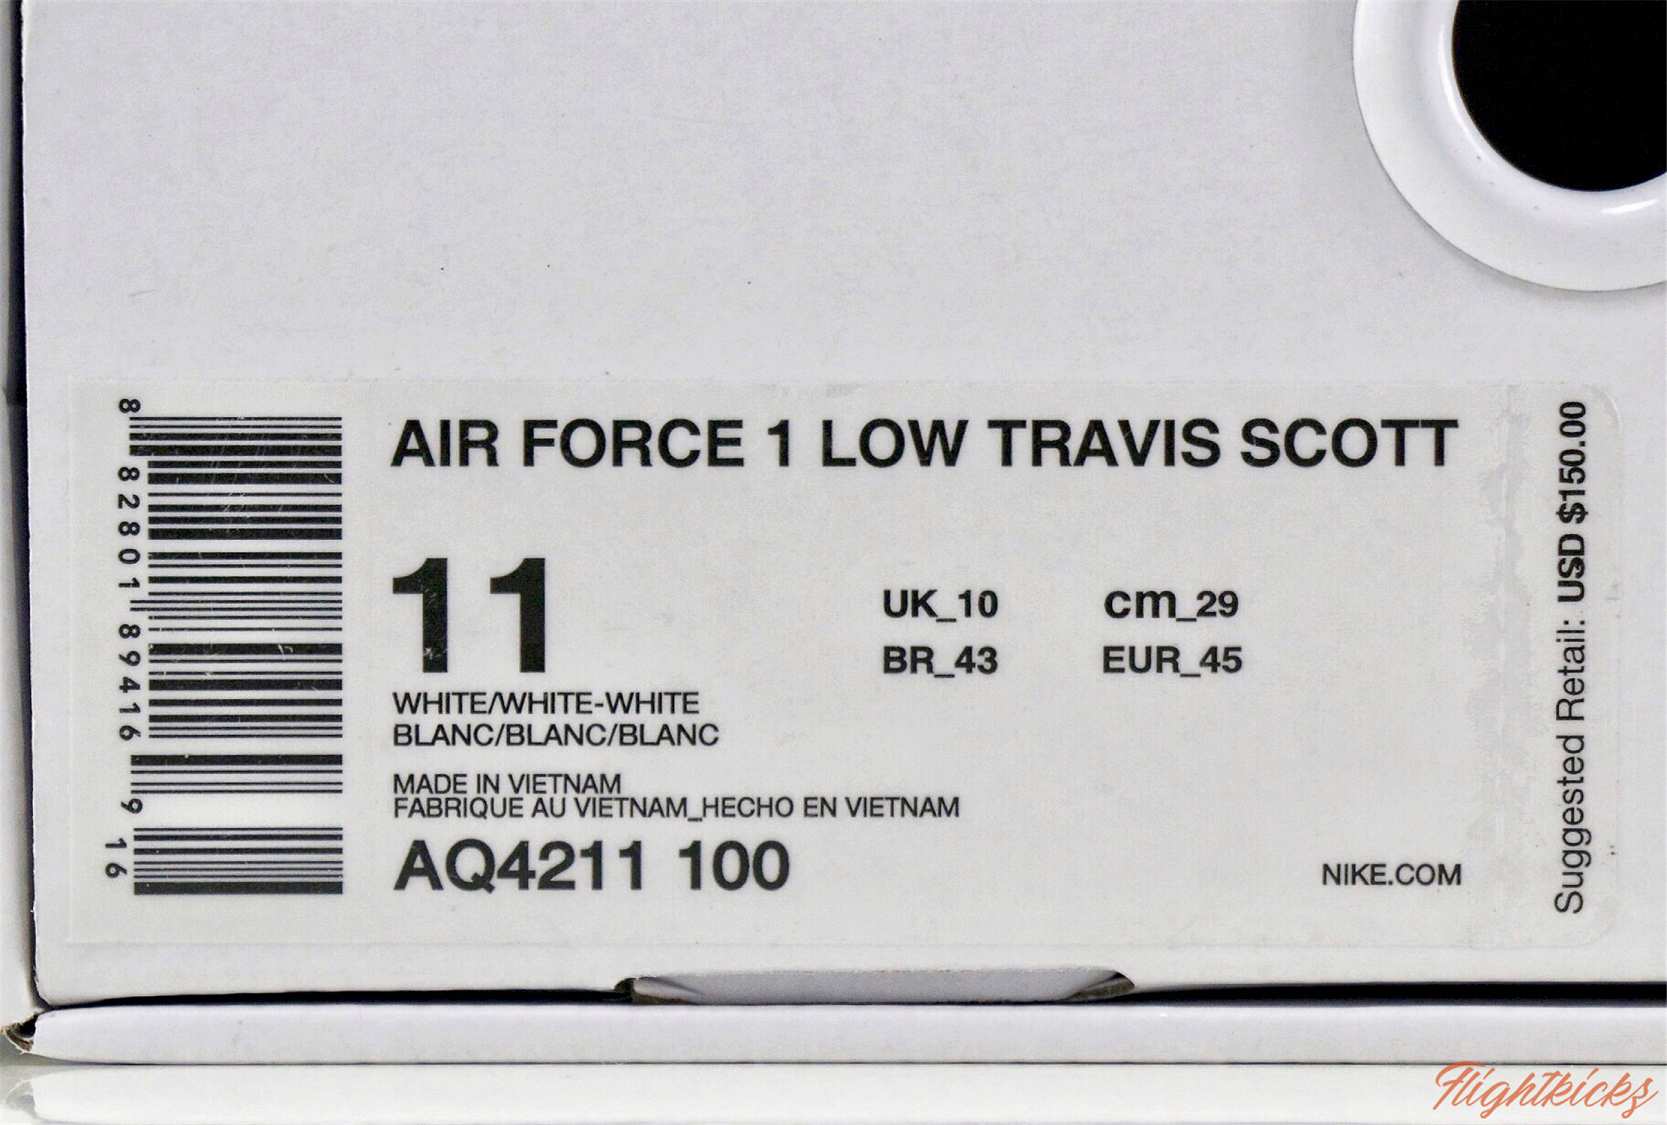 AIR FORCE 1 LOW TRAVIS SCOTT
11
UK_10 cm_29
BR_43 EUR_45
WHITE/WHITE-WHITE
BLANC/BLANC/BLANC
MADE IN VIETNAM
FABRIQUE AU VIETNAM_HECHO EN VIETNAM
AQ4211 100
NIKE.COM
Suggested Retail: USD $150.00
8 82801 89416 9 16
Flightkickz